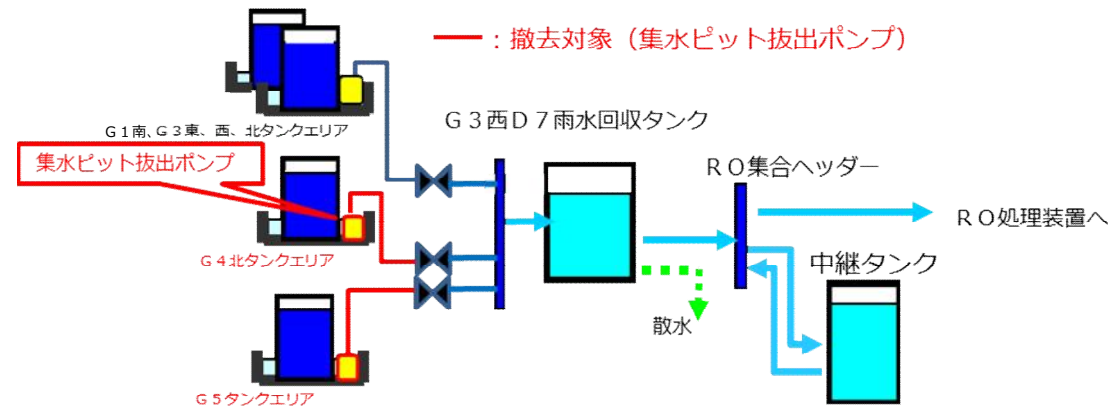 ━━：撤去対象（集水ピット抜出ポンプ）
Ｇ１南、Ｇ３東、西、北タンクエリア
Ｇ３西Ｄ７雨水回収タンク
集水ピット抜出ポンプ
ＲＯ集合ヘッダー
ＲＯ処理装置へ
Ｇ４北タンクエリア
中継タンク
散水
Ｇ５タンクエリア